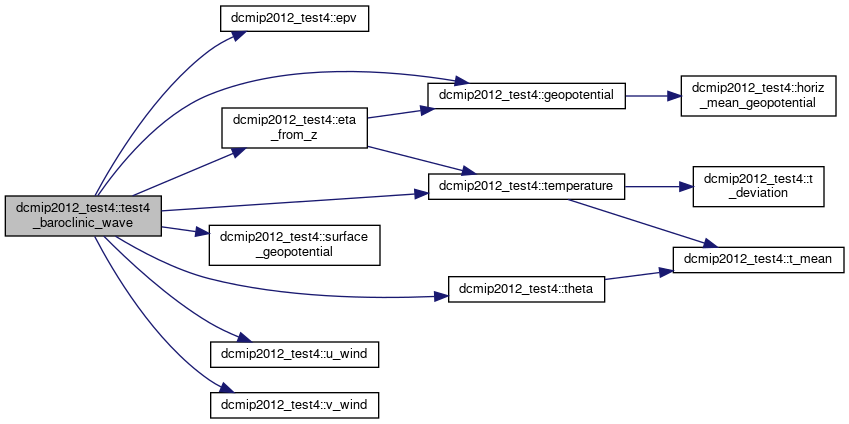 dcmip2012_test4::epv
dcmip2012_test4::horiz
_mean_geopotential
dcmip2012_test4::geopotential
dcmip2012_test4::eta
_from_z
dcmip2012_test4::t
_deviation
dcmip2012_test4::temperature
dcmip2012_test4::test4
_baroclinic_wave
dcmip2012_test4::surface
_geopotential
dcmip2012_test4::t_mean
dcmip2012_test4::theta
dcmip2012_test4::u_wind
dcmip2012_test4::v_wind